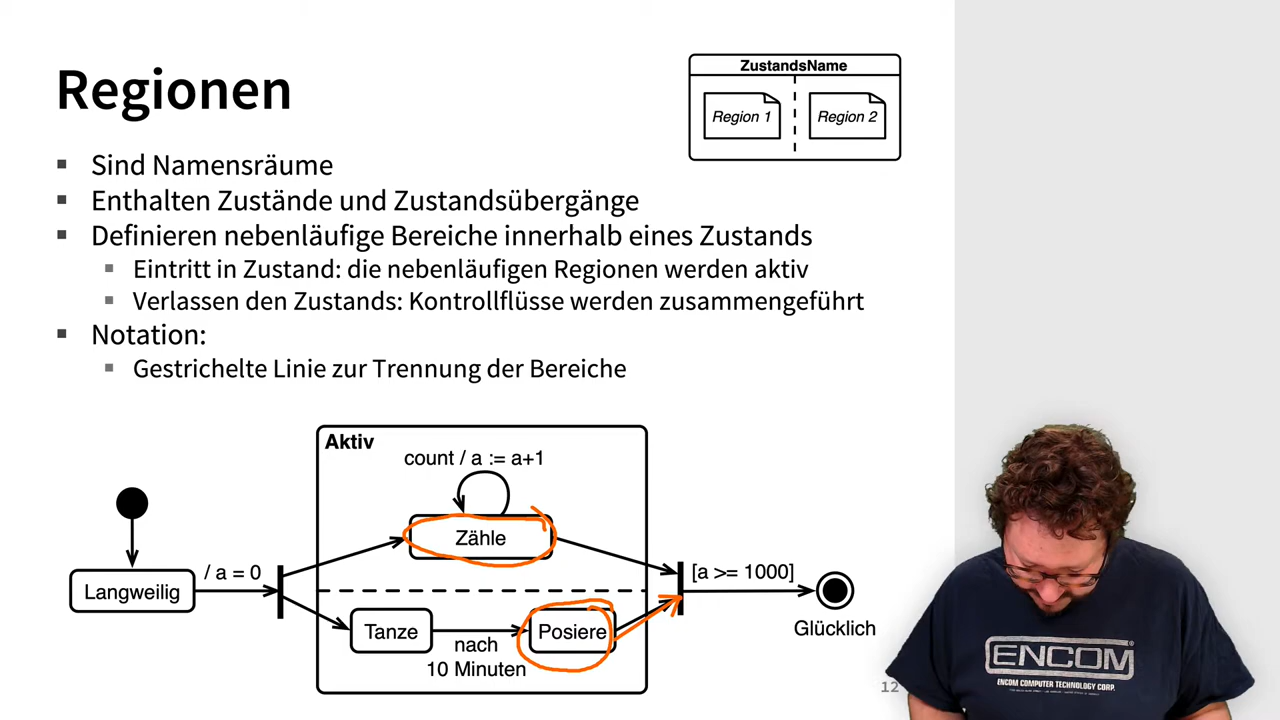 Regionen
ZustandsName
Region 1
Region 2
Sind Namensräume
Enthalten Zustände und Zustandsübergänge
Definieren nebenläufige Bereiche innerhalb eines Zustands
Eintritt in Zustand: die nebenläufigen Regionen werden aktiv
Verlassen den Zustands: Kontrollflüsse werden zusammengeführt
Notation:
Gestrichelte Linie zur Trennung der Bereiche
Aktiv
count / a := a+1
Zähle
Langweilig
/ a = 0
[a >= 1000]
Tanze
nach
10 Minuten
Posiere
Glücklich
12
ENCOM
ENCOM COMPUTER TECHNOLOGY CORP.